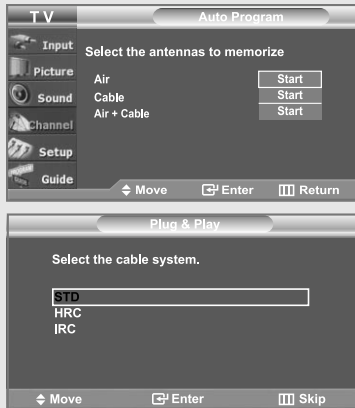 TV Auto Program
Input
Picture
Sound
Channel
Setup
Guide
Select the antennas to memorize
Air Start
Cable Start
Air + Cable Start
Move Enter Return
Plug & Play
Select the cable system.
STD
HRC
IRC
Move Enter Skip